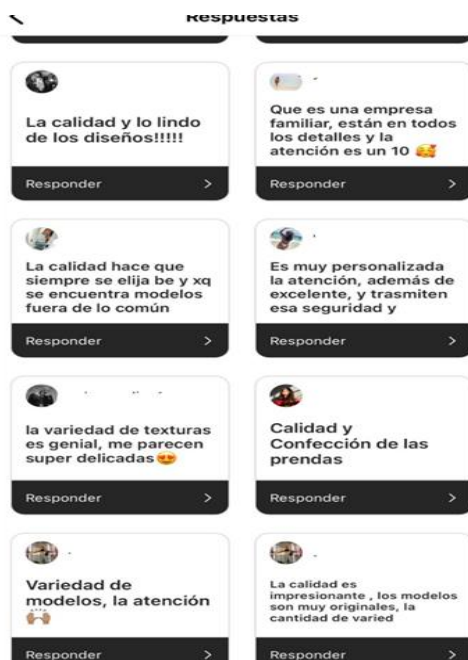 Respuestas
La calidad y lo lindo
de los diseños!!!!!
Responder
Que es una empresa
familiar, están en todos
los detalles y la
atención es un 10 🥰
Responder
La calidad hace que
siempre se elija be y xq
se encuentra modelos
fuera de lo común
Responder
Es muy personalizada
la atención, además de
excelente, y trasmiten
esa seguridad y
Responder
la variedad de texturas
es genial, me parecen
super delicadas😍
Responder
Calidad y
Confección de las
prendas
Responder
Variedad de
modelos, la atención
🙌🏽
Responder
La calidad es
impresionante , los modelos
son muy originales, la
cantidad de varied
Responder